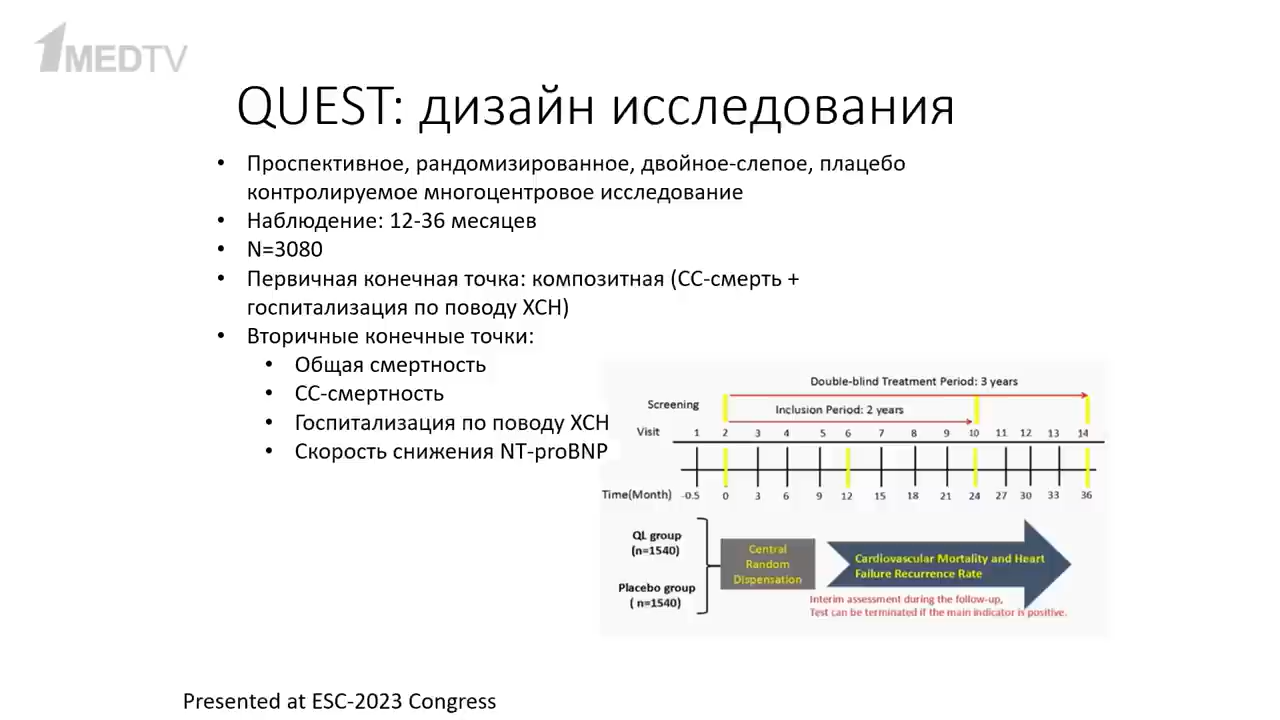 1MEDTV
QUEST: дизайн исследования
• Проспективное, рандомизированное, двойное-слепое, плацебо
контролируемое многоцентровое исследование
• Наблюдение: 12-36 месяцев
• N=3080
• Первичная конечная точка: композитная (СС-смерть +
госпитализация по поводу ХСН)
• Вторичные конечные точки:
• Общая смертность
• СС-смертность
• Госпитализация по поводу ХСН
• Скорость снижения NT-proBNP
Double-blind Treatment Period: 3 years
Screening
Inclusion Period: 2 years
Visit 1 2 3 4 5 6 7 8 9 10 11 12 13 14
Time(Month) -0.5 0 3 6 9 12 15 18 21 24 27 30 33 36
QL group
(n=1540)
Placebo group
( n=1540)
Central
Random
Dispensation
Cardiovascular Mortality and Heart
Failure Recurrence Rate
Interim assessment during the follow-up,
Test can be terminated if the main indicator is positive.
Presented at ESC-2023 Congress